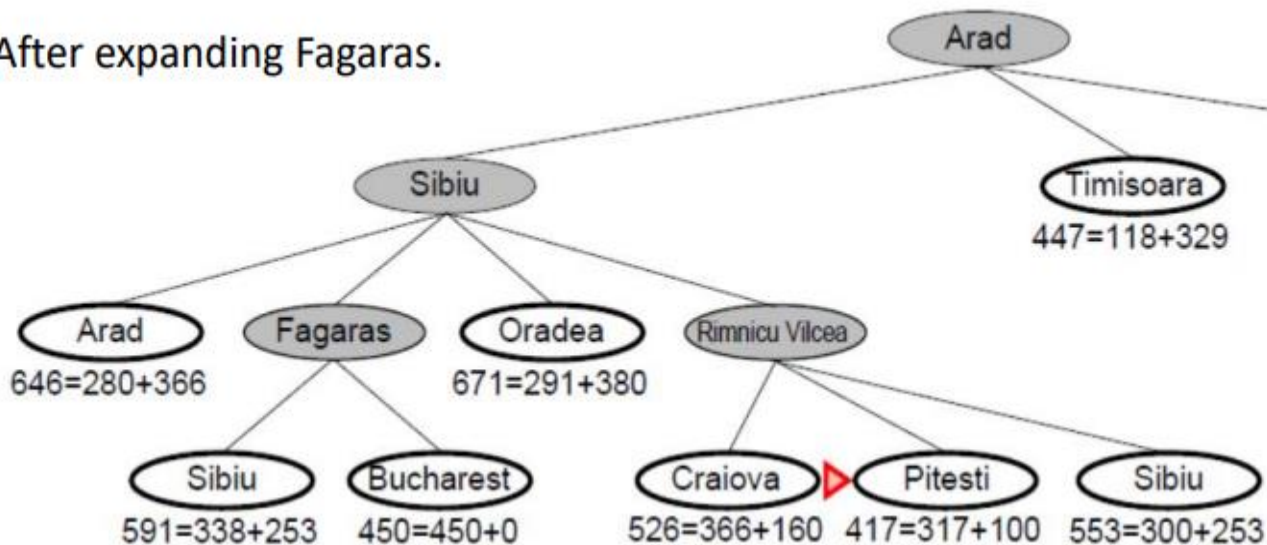 After expanding Fagaras.
Arad
Sibiu
Timisoara
447=118+329
Arad
Fagaras
Oradea
Rimnicu Vilcea
646=280+366
671=291+380
Sibiu
Bucharest
Craiova
Pitesti
Sibiu
591=338+253
450=450+0
526=366+160
417=317+100
553=300+253